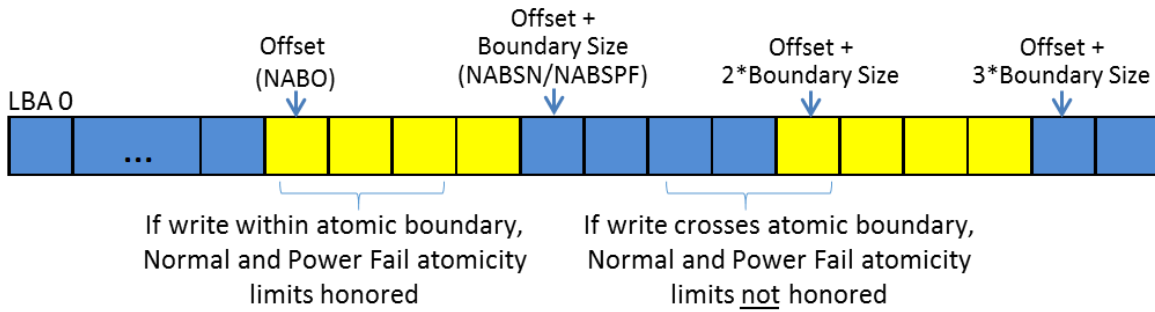 Offset
(NABO)
Offset +
Boundary Size
(NABSN/NABSPF)
Offset +
2*Boundary Size
Offset +
3*Boundary Size
LBA 0
...
If write within atomic boundary,
Normal and Power Fail atomicity
limits honored
If write crosses atomic boundary,
Normal and Power Fail atomicity
limits not honored